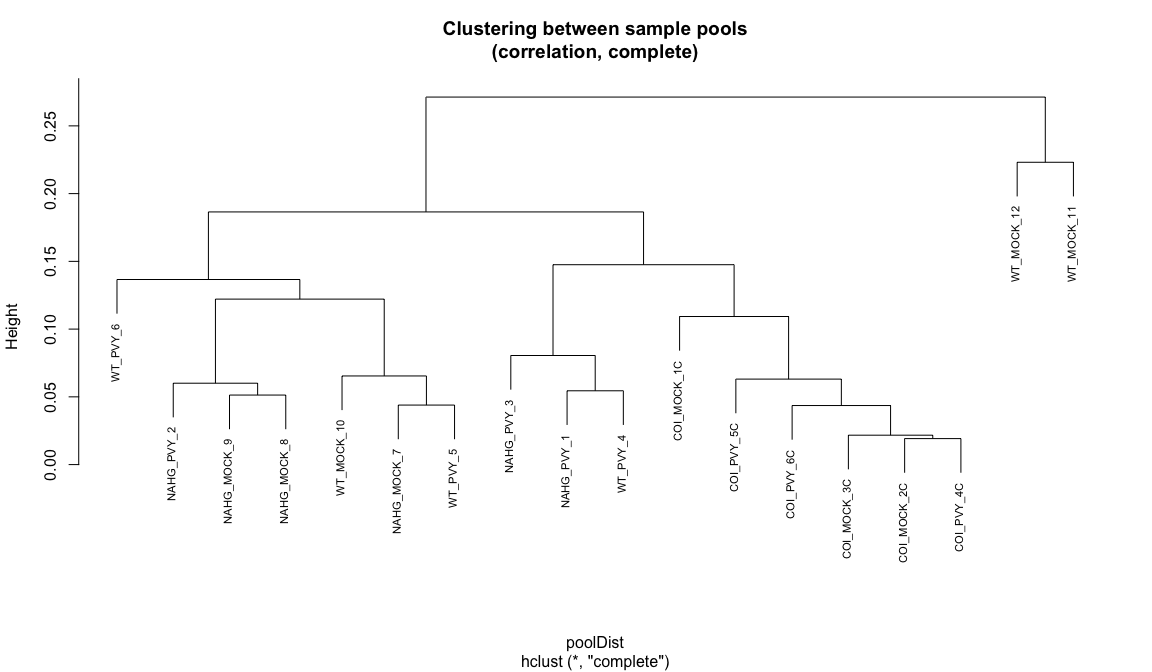 Clustering between sample pools
(correlation, complete)
Height
0.25
0.20
0.15
0.10
0.05
0.00
WT_PVY_6
NAHG_PVY_2
NAHG_MOCK_9
NAHG_MOCK_8
WT_MOCK_10
NAHG_MOCK_7
WT_PVY_5
NAHG_PVY_3
NAHG_PVY_1
WT_PVY_4
COI_MOCK_1C
COI_PVY_5C
COI_PVY_6C
COI_MOCK_3C
COI_MOCK_2C
COI_PVY_4C
WT_MOCK_12
WT_MOCK_11
poolDist
hclust (*, "complete")